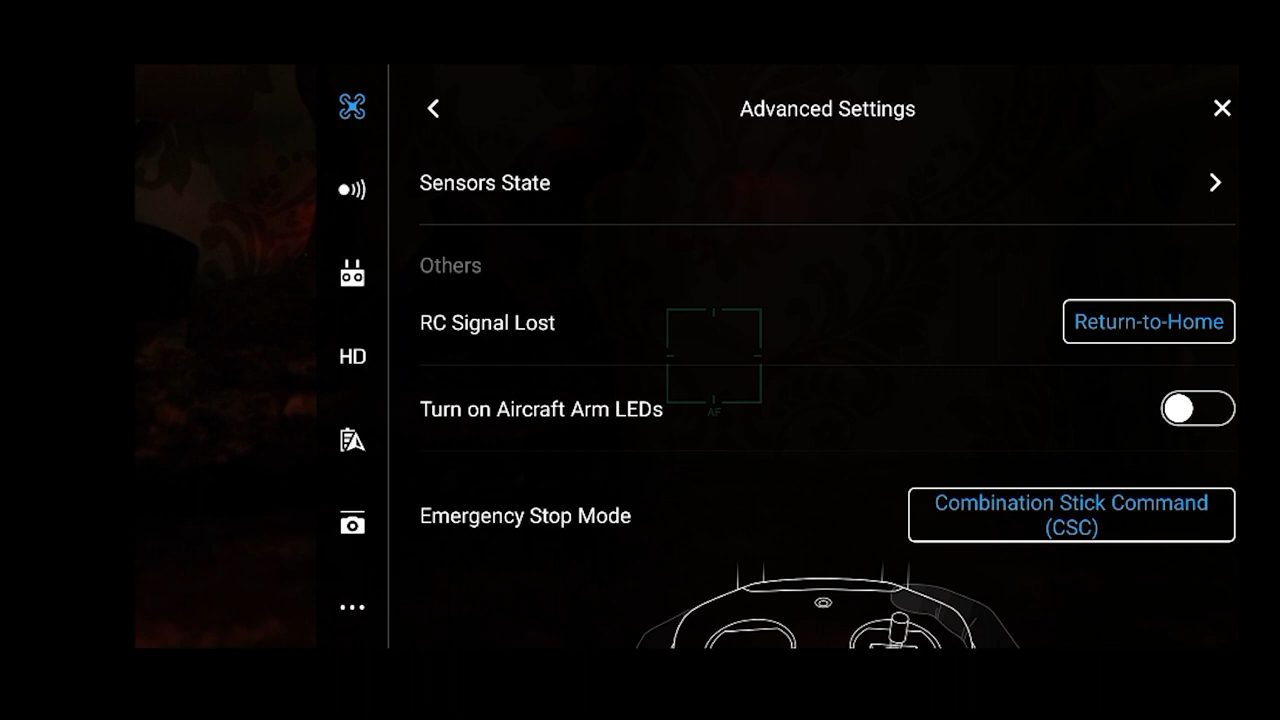 Advanced Settings
Sensors State
Others
RC Signal Lost
Return-to-Home
HD
Turn on Aircraft Arm LEDs
AF
Emergency Stop Mode
Combination Stick Command
(CSC)